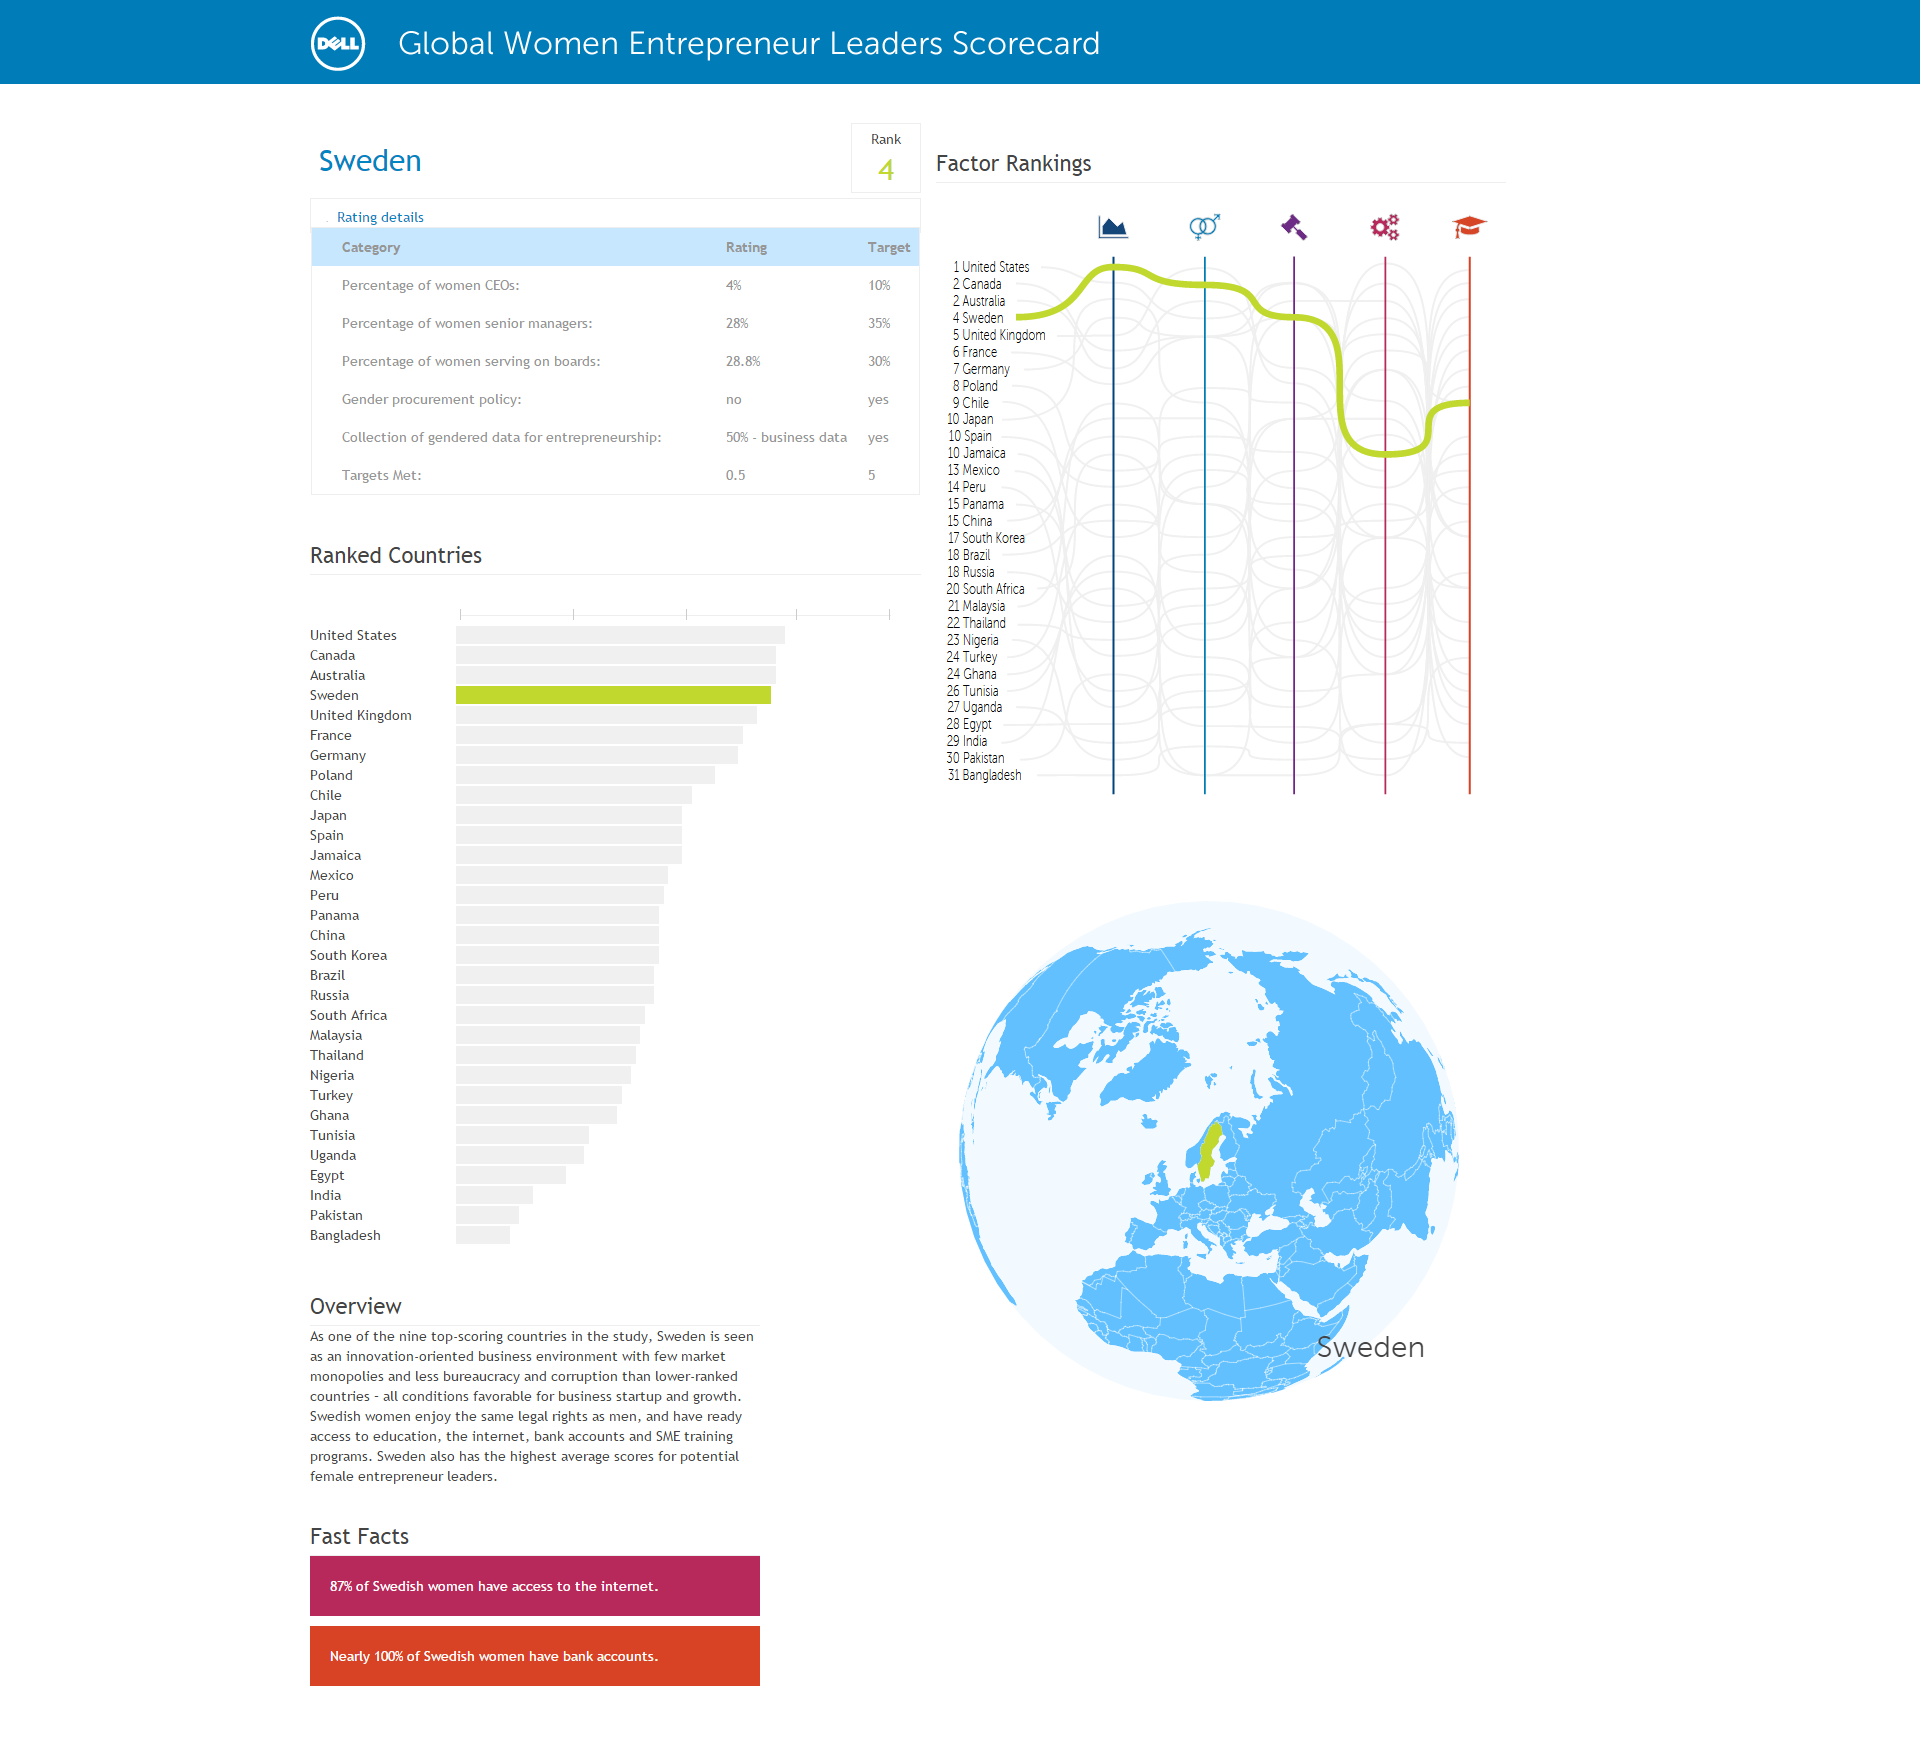 DELL Global Women Entrepreneur Leaders Scorecard
Sweden
Rank
4
Rating details
Category Rating Target
Percentage of women CEOs: 4% 10%
Percentage of women senior managers: 28% 35%
Percentage of women serving on boards: 28.8% 30%
Gender procurement policy: no yes
Collection of gendered data for entrepreneurship: 50% - business data yes
Targets Met: 0.5 5
Ranked Countries
United States
Canada
Australia
Sweden
United Kingdom
France
Germany
Poland
Chile
Japan
Spain
Jamaica
Mexico
Peru
Panama
China
South Korea
Brazil
Russia
South Africa
Malaysia
Thailand
Nigeria
Turkey
Ghana
Tunisia
Uganda
Egypt
India
Pakistan
Bangladesh
Overview
As one of the nine top-scoring countries in the study, Sweden is seen
as an innovation-oriented business environment with few market
monopolies and less bureaucracy and corruption than lower-ranked
countries – all conditions favorable for business startup and growth.
Swedish women enjoy the same legal rights as men, and have ready
access to education, the internet, bank accounts and SME training
programs. Sweden also has the highest average scores for potential
female entrepreneur leaders.
Fast Facts
87% of Swedish women have access to the internet.
Nearly 100% of Swedish women have bank accounts.
Factor Rankings
1 United States
2 Canada
2 Australia
4 Sweden
5 United Kingdom
6 France
7 Germany
8 Poland
9 Chile
10 Japan
10 Spain
10 Jamaica
13 Mexico
14 Peru
15 Panama
15 China
17 South Korea
18 Brazil
18 Russia
20 South Africa
21 Malaysia
22 Thailand
23 Nigeria
24 Turkey
24 Ghana
26 Tunisia
27 Uganda
28 Egypt
29 India
30 Pakistan
31 Bangladesh
Sweden